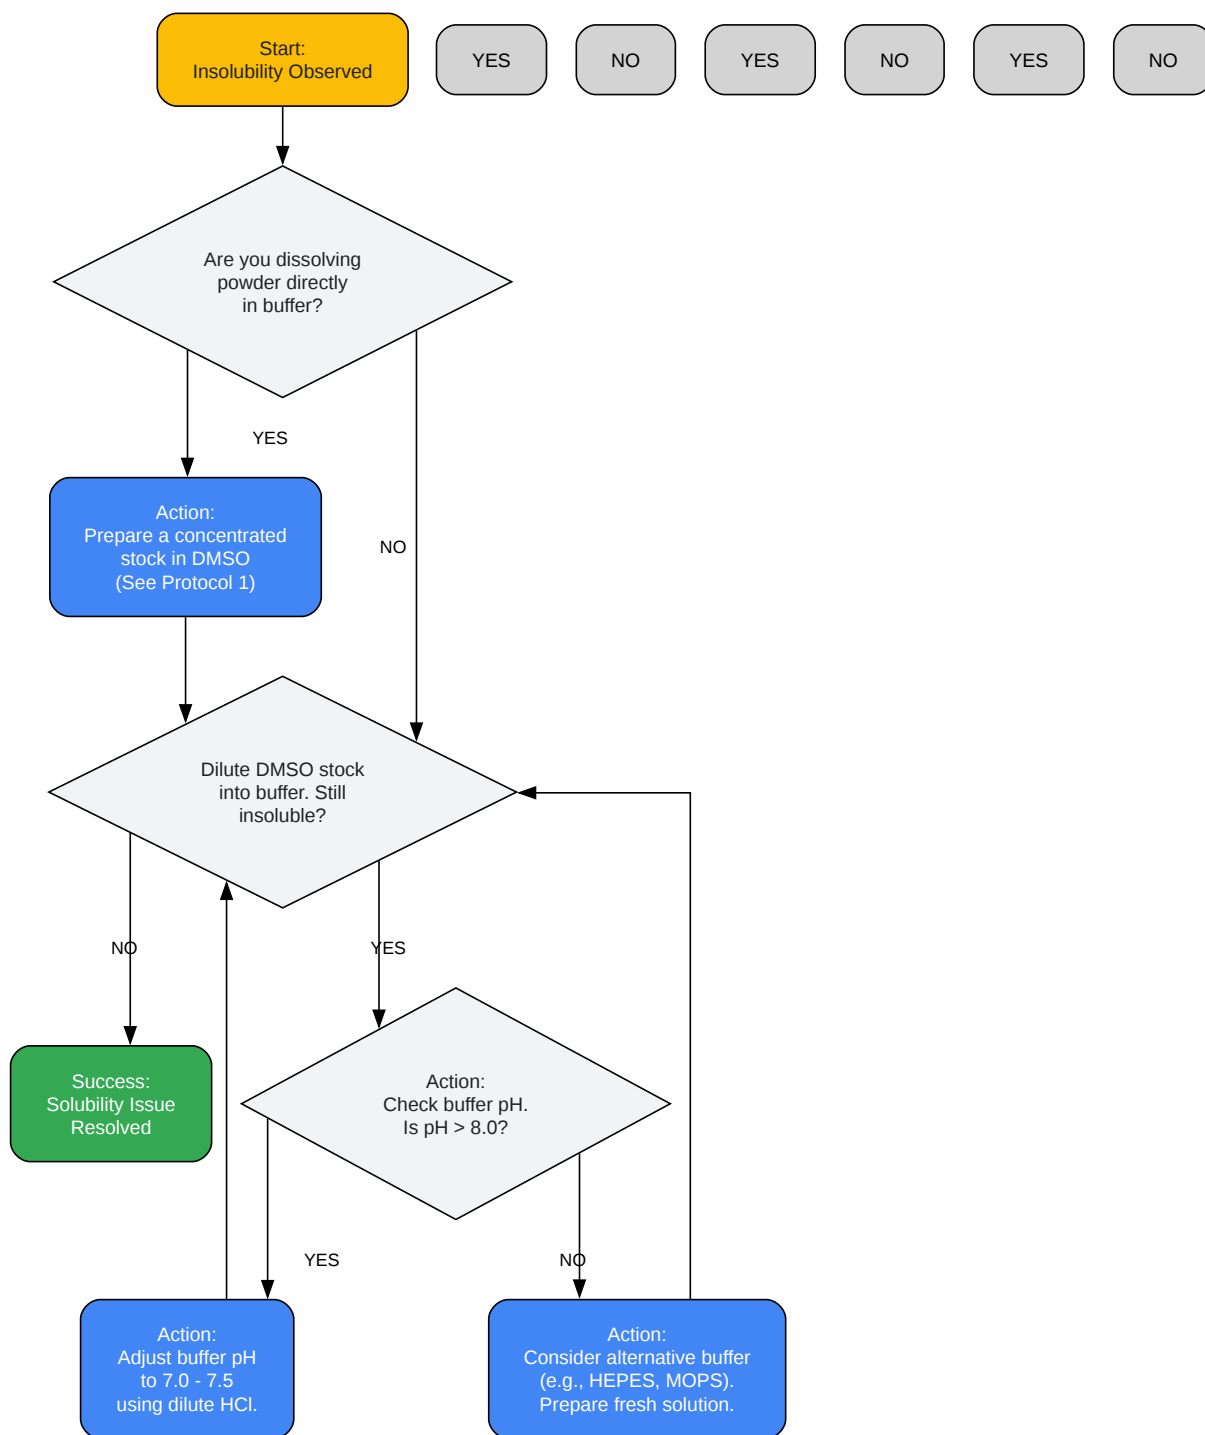 Start:
Insolubility Observed
YES
NO
YES
NO
YES
NO
Are you dissolving
powder directly
in buffer?
YES
Action:
Prepare a concentrated
stock in DMSO
(See Protocol 1)
NO
Dilute DMSO stock
into buffer. Still
insoluble?
NO
YES
Success:
Solubility Issue
Resolved
Action:
Check buffer pH.
Is pH > 8.0?
YES
NO
Action:
Adjust buffer pH
to 7.0 - 7.5
using dilute HCl.
Action:
Consider alternative buffer
(e.g., HEPES, MOPS).
Prepare fresh solution.